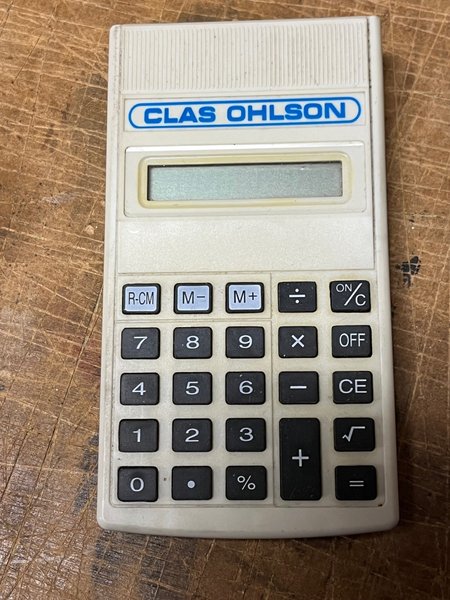 CLAS OHLSON
R-CM M− M+ ÷ ON/C
7 8 9 × OFF
4 5 6 − CE
1 2 3 + √
0 • % =